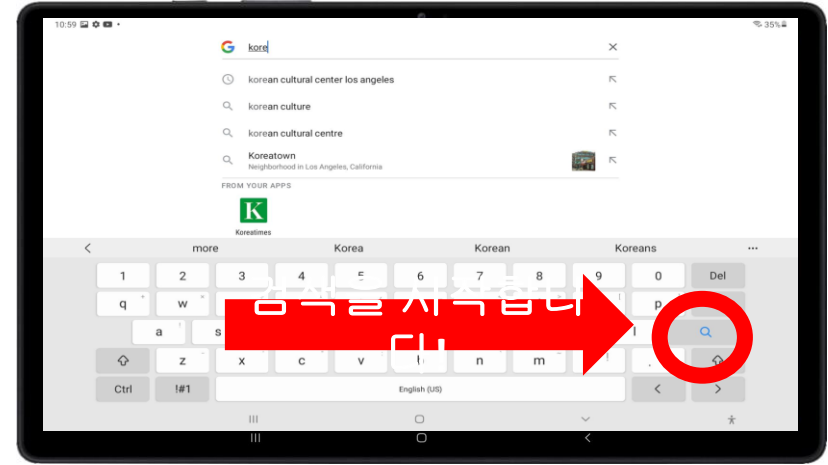 10:59
35%
kore
korean cultural center los angeles
korean culture
korean cultural centre
Koreatown
Neighborhood in Los Angeles, California
FROM YOUR APPS
K
Koreatimes
more Korea Korean Koreans ...
1 2 3 4 5 6 7 8 9 0 Del
q w p
검색을 시작합니
다.
a s l
z x c v n m ! .
Ctrl !#1 English (US) < >